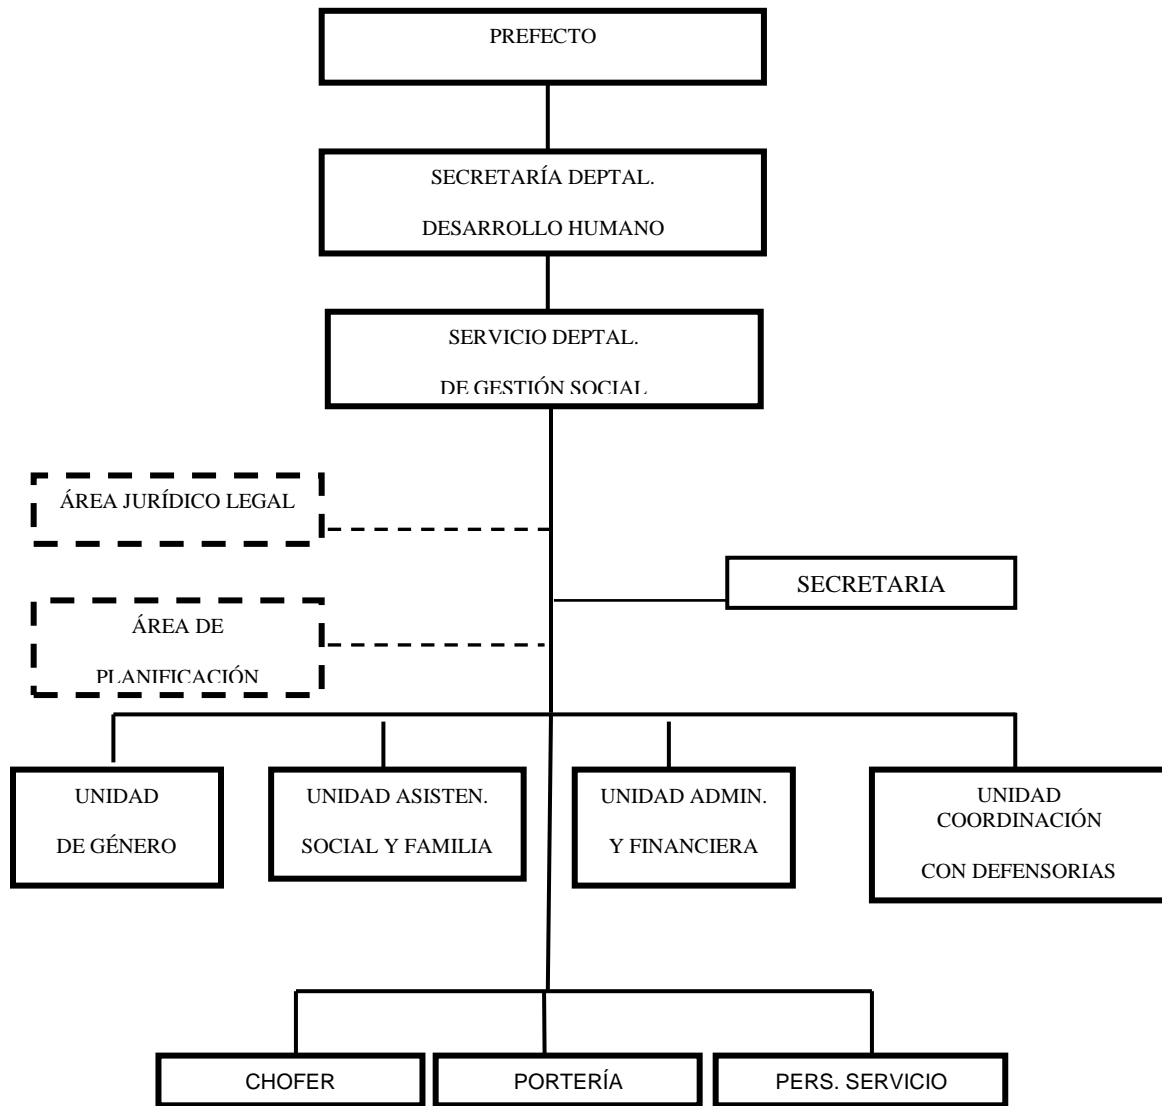 PREFECTO
SECRETARÍA DEPTAL.
DESARROLLO HUMANO
SERVICIO DEPTAL.
DE GESTIÓN SOCIAL
ÁREA JURÍDICO LEGAL
SECRETARIA
ÁREA DE
PLANIFICACIÓN
UNIDAD
DE GÉNERO
UNIDAD ASISTEN.
SOCIAL Y FAMILIA
UNIDAD ADMIN.
Y FINANCIERA
UNIDAD
COORDINACIÓN
CON DEFENSORIAS
CHOFER
PORTERÍA
PERS. SERVICIO